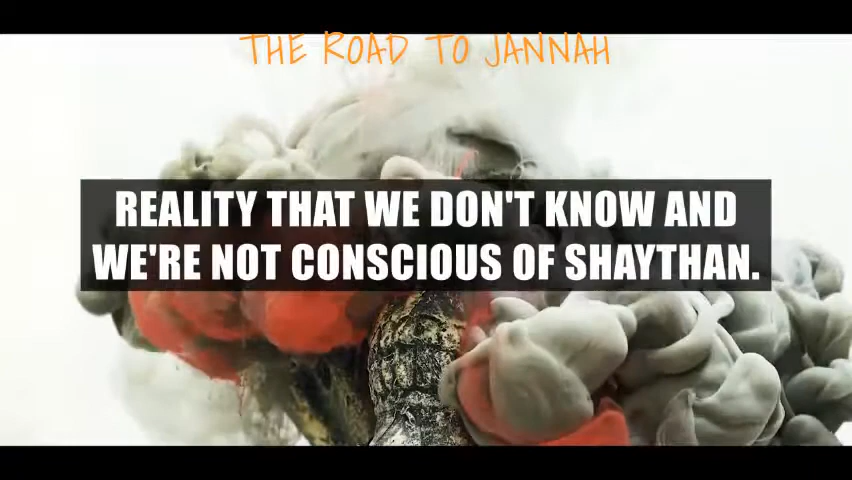 THE ROAD TO JANNAH
REALITY THAT WE DON'T KNOW AND
WE'RE NOT CONSCIOUS OF SHAYTHAN.